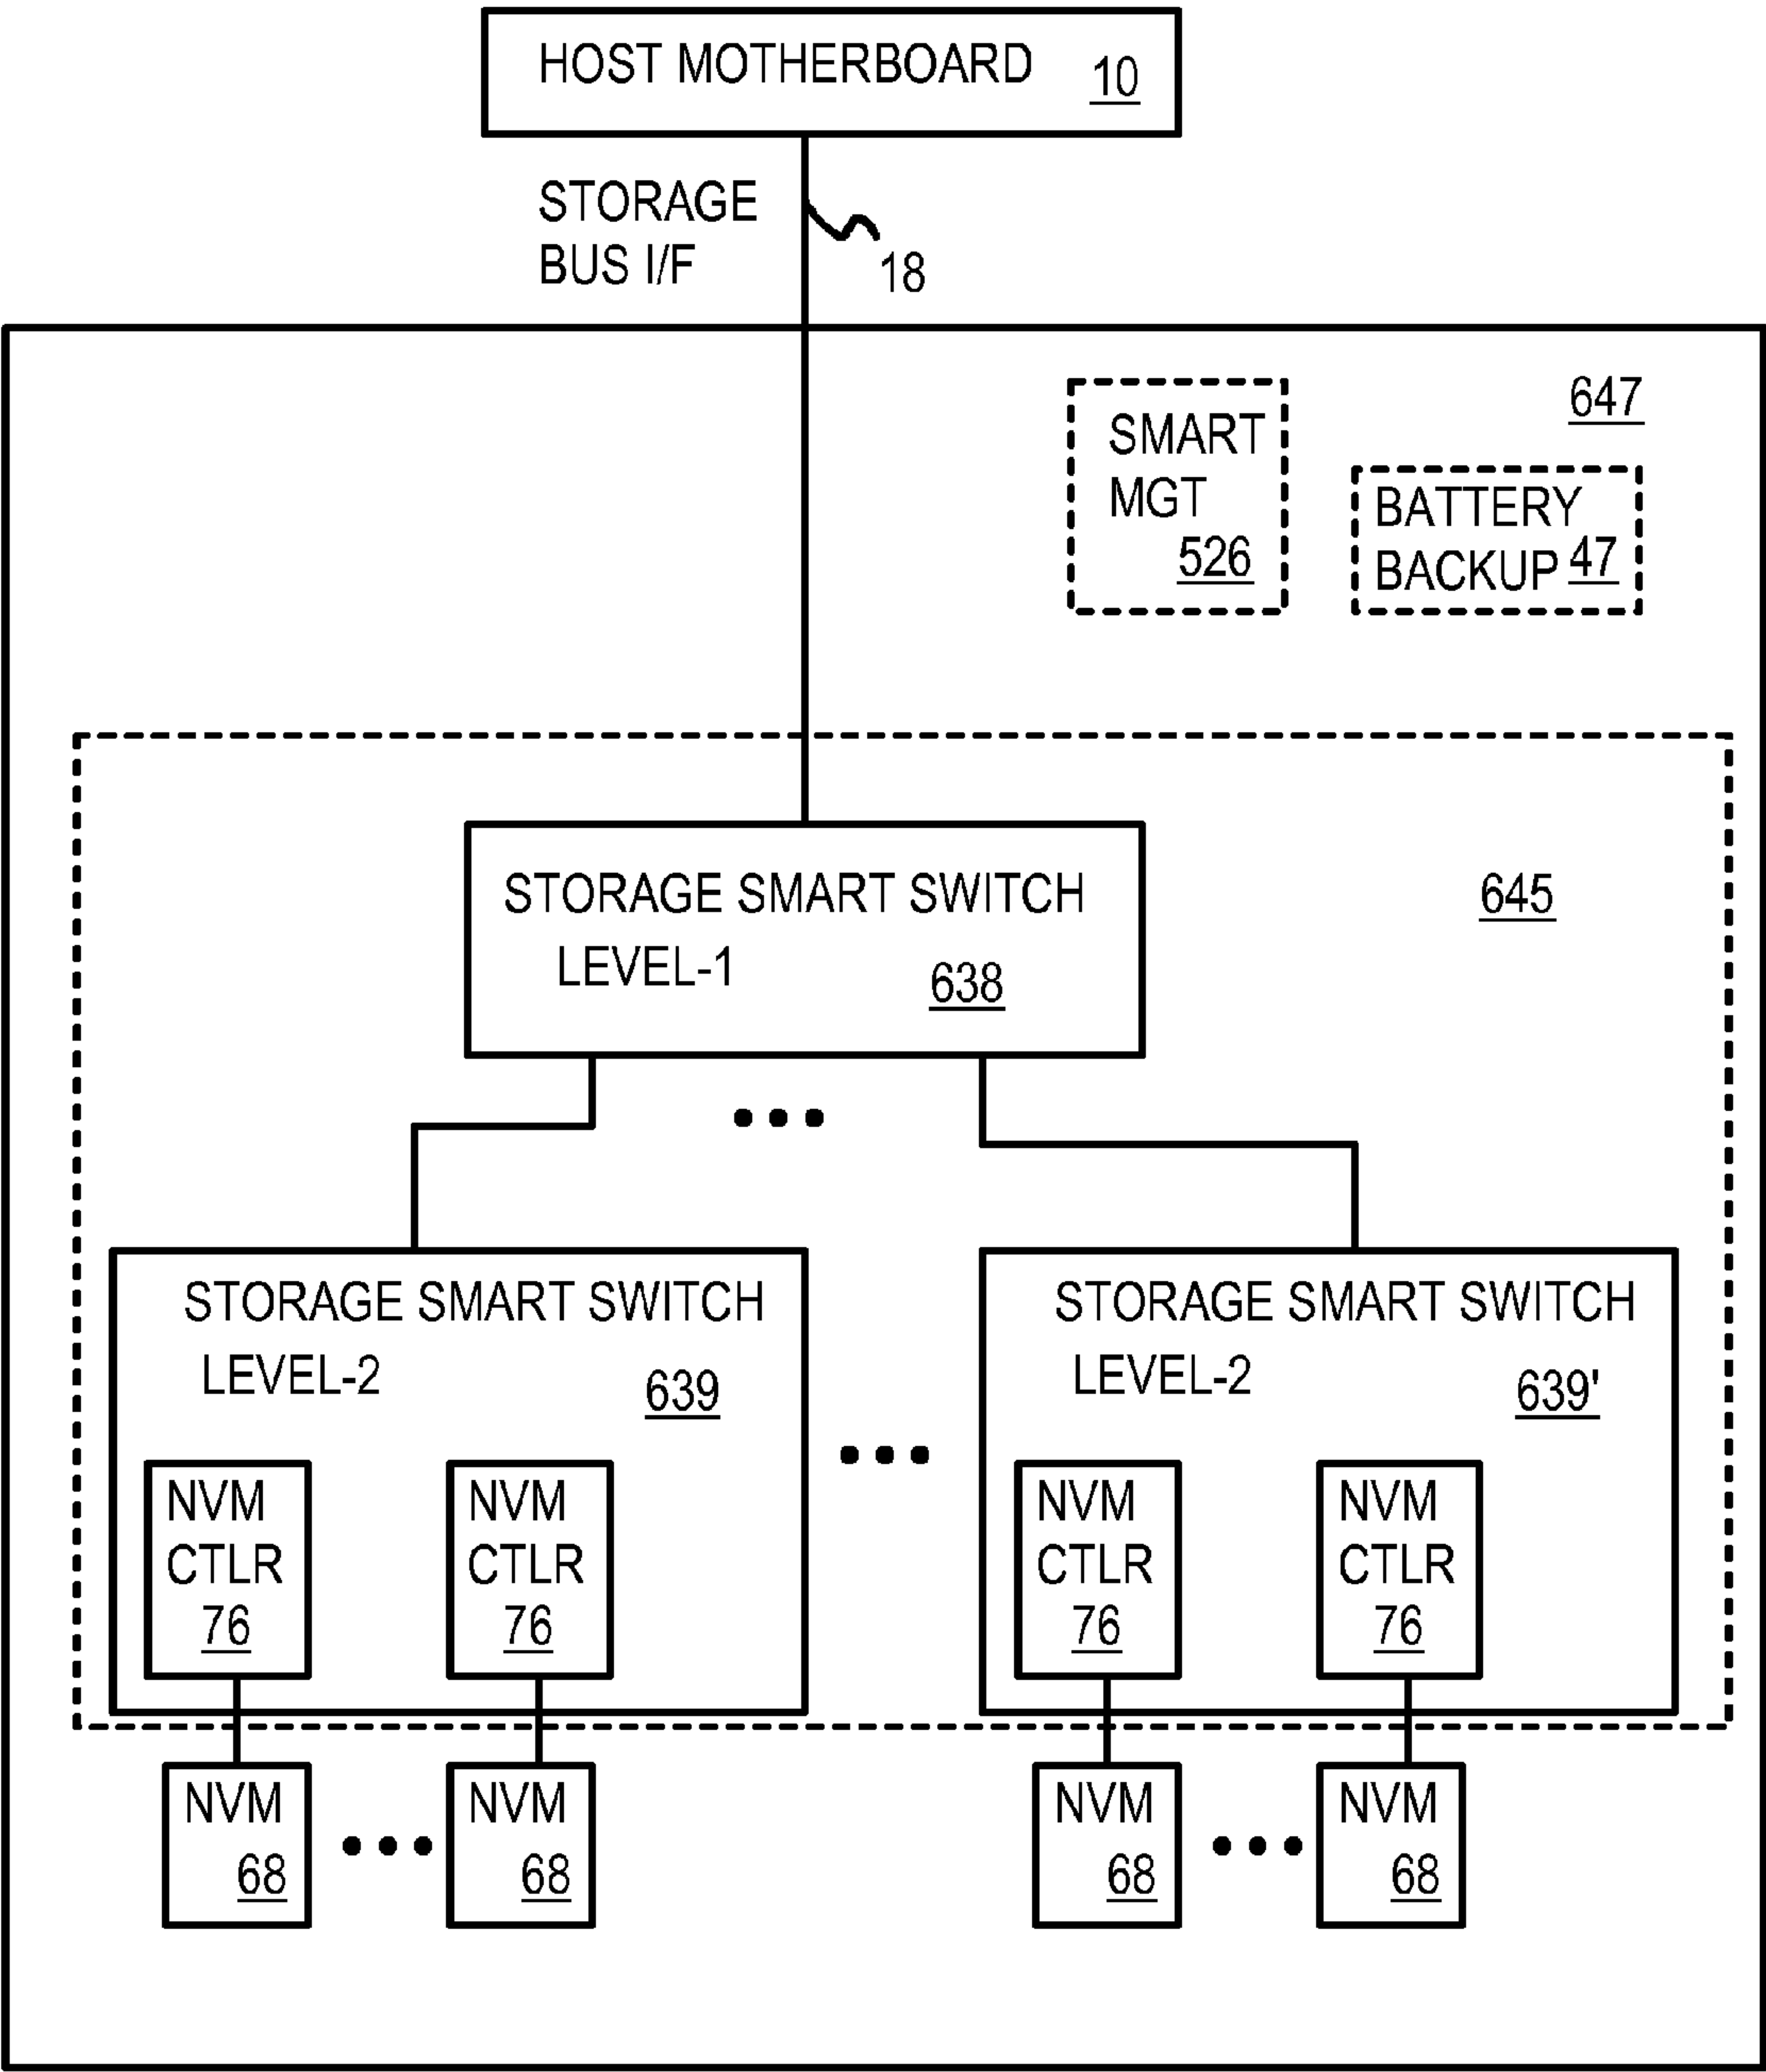 HOST MOTHERBOARD 10
STORAGE
BUS I/F
18
647
SMART
MGT
526
BATTERY
BACKUP 47
STORAGE SMART SWITCH
LEVEL-1
638
645
STORAGE SMART SWITCH
LEVEL-2
639
NVM
CTLR
76
NVM
CTLR
76
STORAGE SMART SWITCH
LEVEL-2
639'
NVM
CTLR
76
NVM
CTLR
76
NVM
68
NVM
68
NVM
68
NVM
68